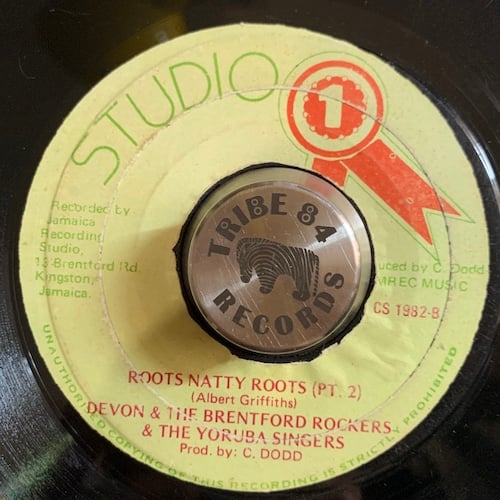 STUDIO
1
Recorded by
Jamaica
Recording
Studio,
13 Brentford Rd.
Kingston,
Jamaica.
TRIBE 84
RECORDS
uced by C. Dodd
MREC MUSIC
CS 1982-B
ROOTS NATTY ROOTS (PT. 2)
(Albert Griffiths)
DEVON & THE BRENTFORD ROCKERS
& THE YORUBA SINGERS
Prod. by: C. DODD
UNAUTHORIZED COPYING OF THIS RECORDING IS STRICTLY PROHIBITED